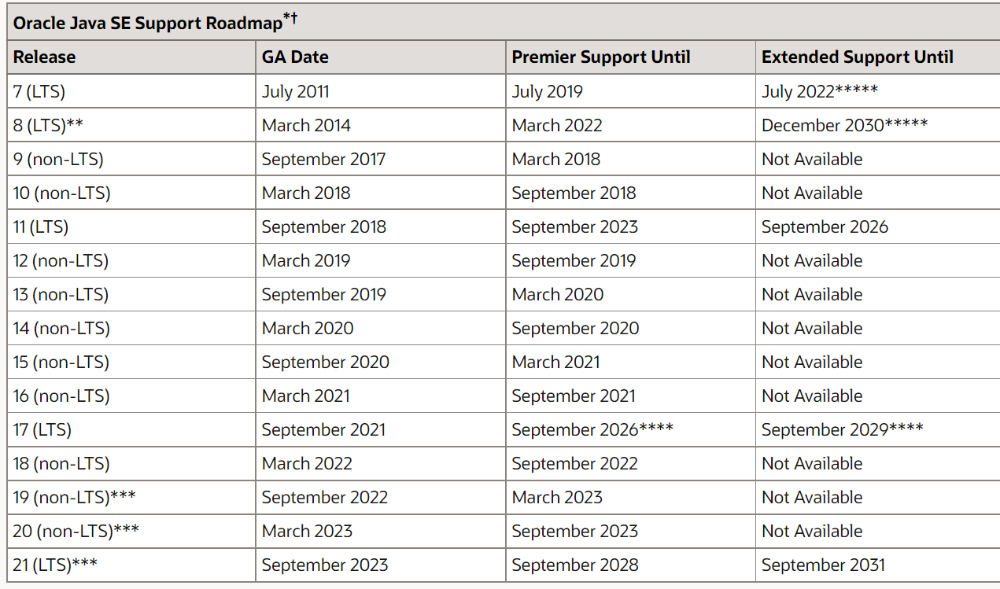 Oracle Java SE Support Roadmap*†
Release GA Date Premier Support Until Extended Support Until
7 (LTS) July 2011 July 2019 July 2022*****
8 (LTS)** March 2014 March 2022 December 2030*****
9 (non-LTS) September 2017 March 2018 Not Available
10 (non-LTS) March 2018 September 2018 Not Available
11 (LTS) September 2018 September 2023 September 2026
12 (non-LTS) March 2019 September 2019 Not Available
13 (non-LTS) September 2019 March 2020 Not Available
14 (non-LTS) March 2020 September 2020 Not Available
15 (non-LTS) September 2020 March 2021 Not Available
16 (non-LTS) March 2021 September 2021 Not Available
17 (LTS) September 2021 September 2026**** September 2029****
18 (non-LTS) March 2022 September 2022 Not Available
19 (non-LTS)*** September 2022 March 2023 Not Available
20 (non-LTS)*** March 2023 September 2023 Not Available
21 (LTS)*** September 2023 September 2028 September 2031